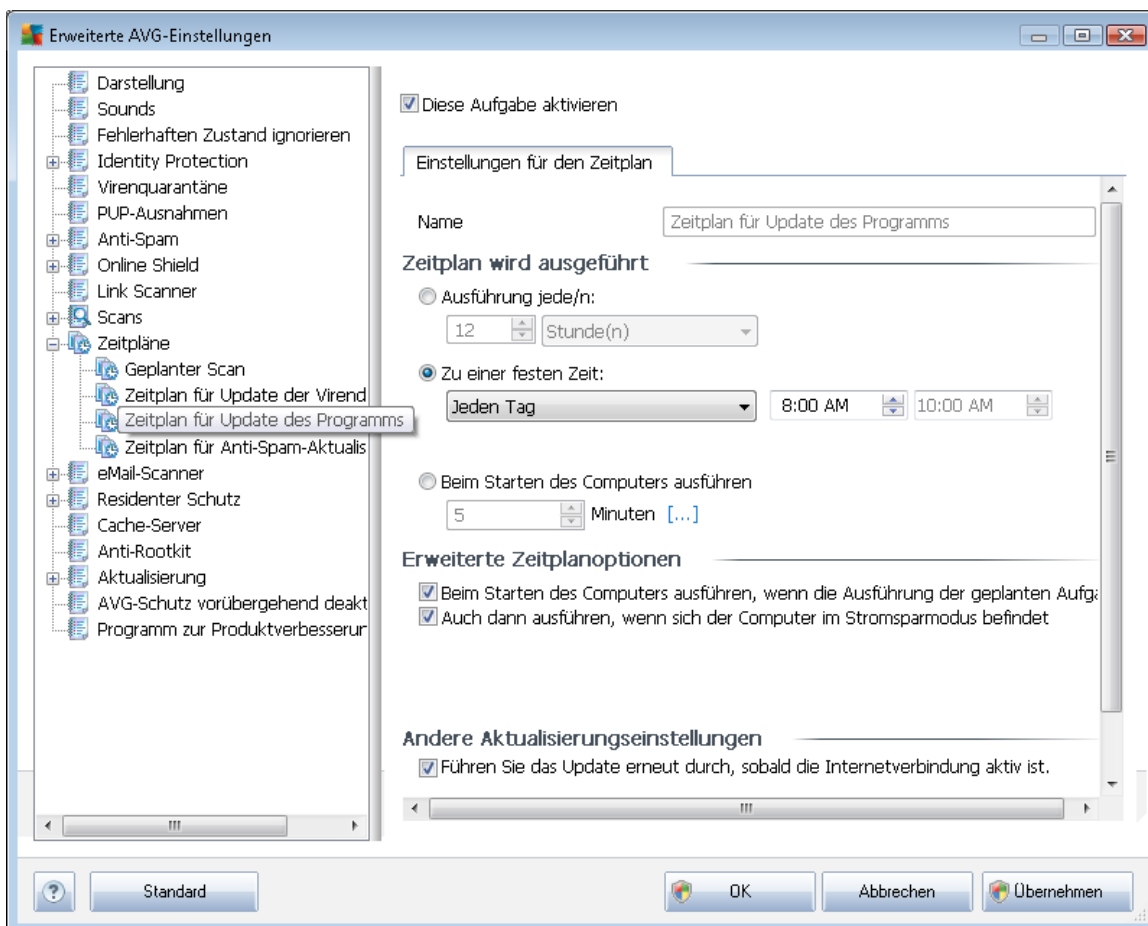 Erweiterte AVG-Einstellungen
Darstellung
Sounds
Fehlerhaften Zustand ignorieren
Identity Protection
Virenquarantäne
PUP-Ausnahmen
Anti-Spam
Online Shield
Link Scanner
Scans
Zeitpläne
Geplanter Scan
Zeitplan für Update der Virend
Zeitplan für Update des Programms
Zeitplan für Anti-Spam-Aktualis
eMail-Scanner
Residenter Schutz
Cache-Server
Anti-Rootkit
Aktualisierung
AVG-Schutz vorübergehend deakt
Programm zur Produktverbesserur
Diese Aufgabe aktivieren
Einstellungen für den Zeitplan
Name Zeitplan für Update des Programms
Zeitplan wird ausgeführt
Ausführung jede/n:
12 Stunde(n)
Zu einer festen Zeit:
Jeden Tag 8:00 AM 10:00 AM
Beim Starten des Computers ausführen
5 Minuten [...]
Erweiterte Zeitplanoptionen
Beim Starten des Computers ausführen, wenn die Ausführung der geplanten Aufga
Auch dann ausführen, wenn sich der Computer im Stromsparmodus befindet
Andere Aktualisierungseinstellungen
Führen Sie das Update erneut durch, sobald die Internetverbindung aktiv ist.
? Standard OK Abbrechen Übernehmen